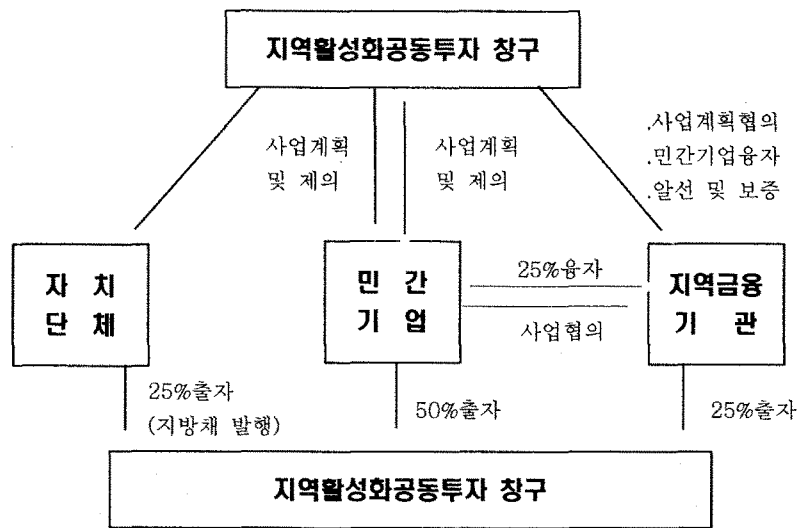 지역활성화공동투자 창구
사업계획
및 제의
사업계획
및 제의
.사업계획협의
.민간기업융자
.알선 및 보증
자 치
단 체
민 간
기 업
25%융자
사업협의
지역금융
기 관
25%출자
(지방채 발행)
50%출자
25%출자
지역활성화공동투자 창구